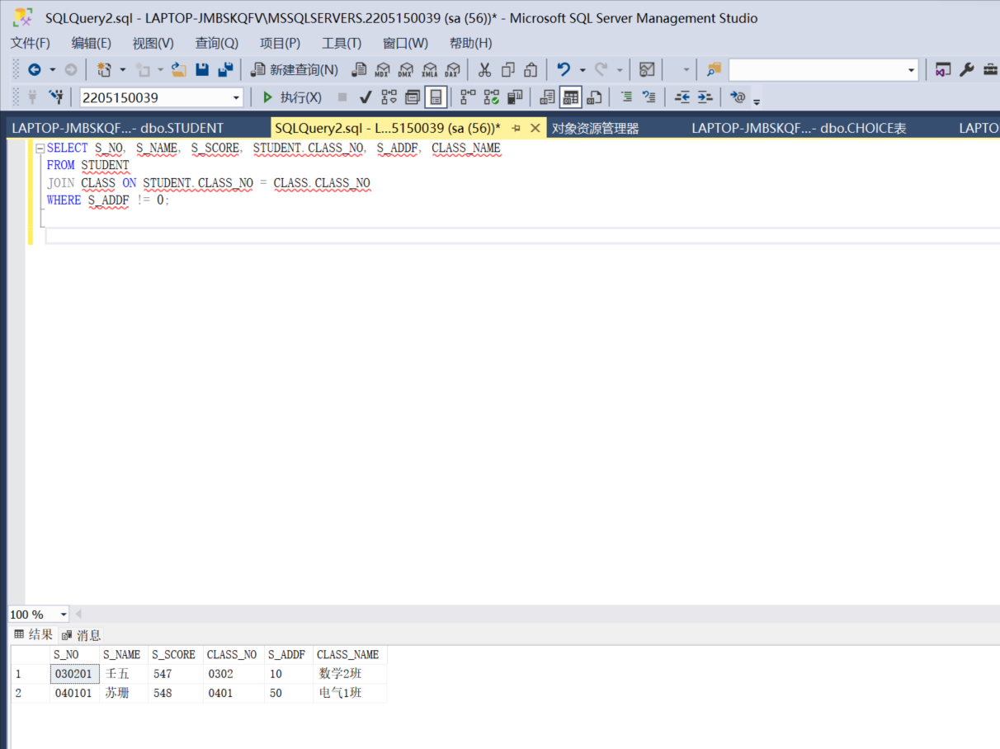 SQLQuery2.sql - LAPTOP-JMBSKQFV\MSSQLSERVERS.2205150039 (sa (56))* - Microsoft SQL Server Management Studio
文件(F) 编辑(E) 视图(V) 查询(Q) 项目(P) 工具(T) 窗口(W) 帮助(H)
新建查询(N) MDX DMX XMLA DAX
2205150039 执行(X)
LAPTOP-JMBSKQF...- dbo.STUDENT SQLQuery2.sql - L...5150039 (sa (56))* 对象资源管理器 LAPTOP-JMBSKQF...- dbo.CHOICE表 LAPTO
SELECT S_NO, S_NAME, S_SCORE, STUDENT.CLASS_NO, S_ADDF, CLASS_NAME
FROM STUDENT
JOIN CLASS ON STUDENT.CLASS_NO = CLASS.CLASS_NO
WHERE S_ADDF != 0;
100 %
结果 消息
S_NO S_NAME S_SCORE CLASS_NO S_ADDF CLASS_NAME
1 030201 壬五 547 0302 10 数学2班
2 040101 苏珊 548 0401 50 电气1班